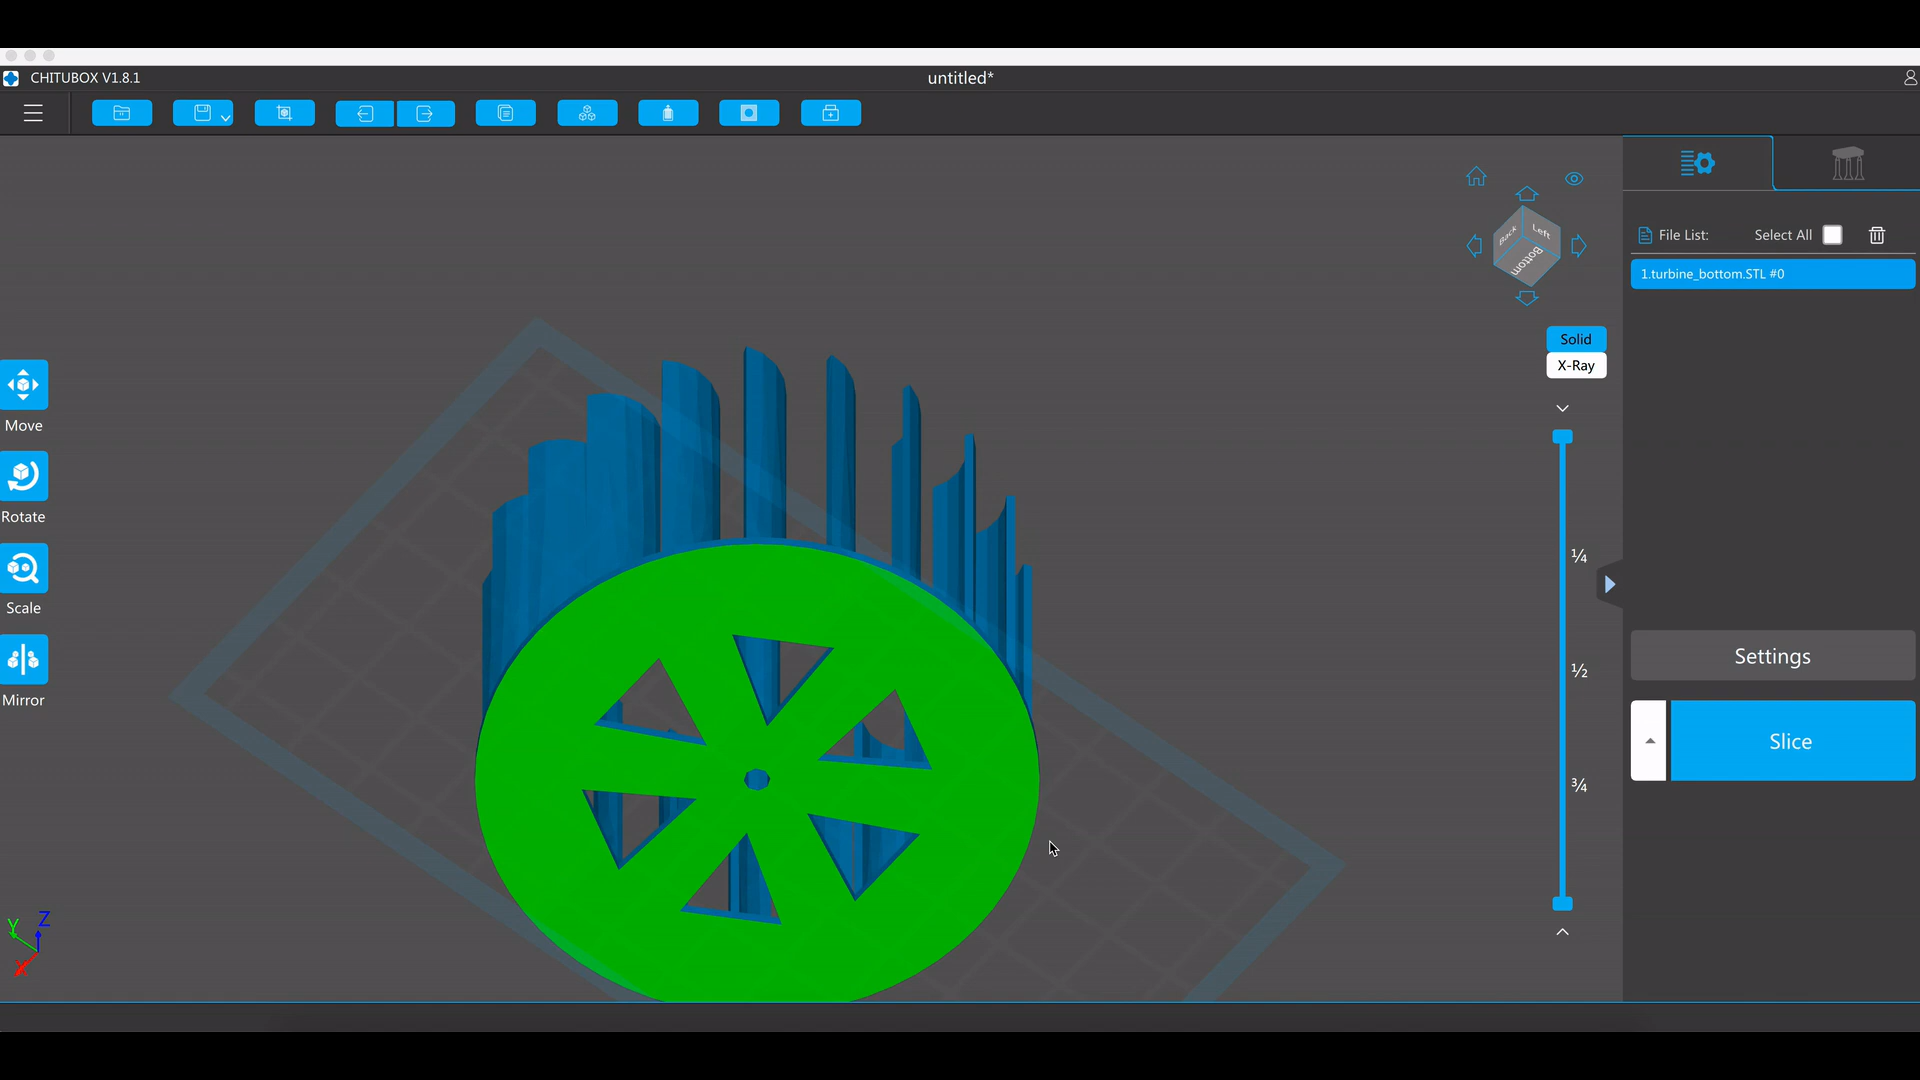 CHITUBOX V1.8.1
untitled*
File List:
Select All
1.turbine_bottom.STL #0
Back
Left
Bottom
Solid
X-Ray
Move
Rotate
Scale
Mirror
¼
½
¾
Settings
Slice
Y
Z
X